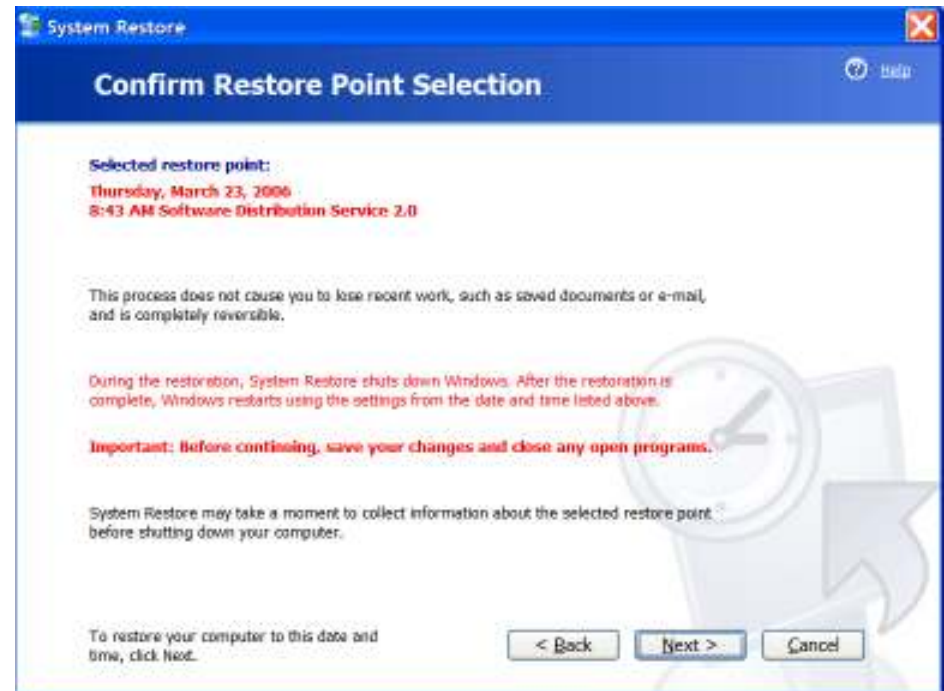 System Restore
Confirm Restore Point Selection
Help
Selected restore point:
Thursday, March 23, 2006
8:43 AM Software Distribution Service 2.0
This process does not cause you to lose recent work, such as saved documents or e-mail,
and is completely reversible.
During the restoration, System Restore shuts down Windows. After the restoration is
complete, Windows restarts using the settings from the date and time listed above.
Important: Before continuing, save your changes and close any open programs.
System Restore may take a moment to collect information about the selected restore point
before shutting down your computer.
To restore your computer to this date and
time, click Next.
< Back
Next >
Cancel